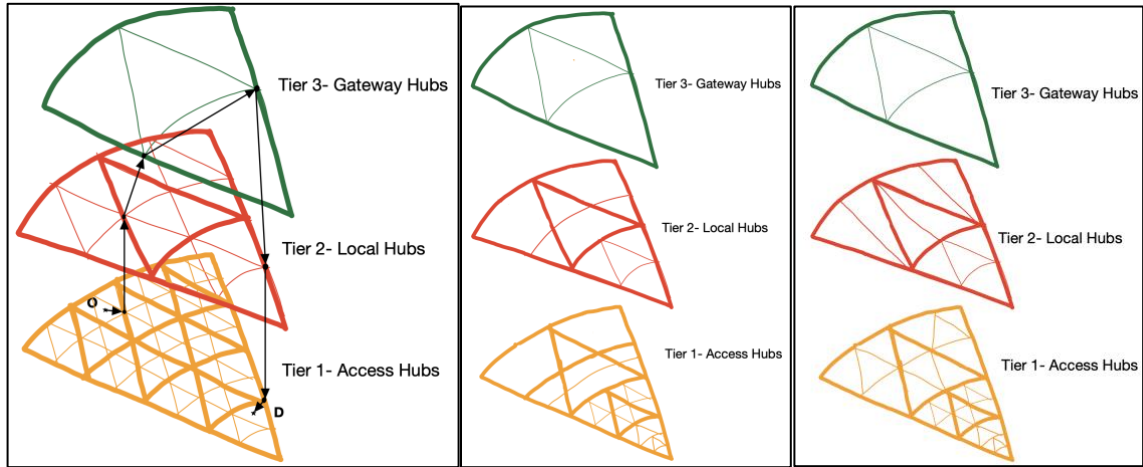 Tier 3- Gateway Hubs
Tier 2- Local Hubs
O
Tier 1- Access Hubs
D
Tier 3- Gateway Hubs
Tier 2- Local Hubs
Tier 1- Access Hubs
Tier 3- Gateway Hubs
Tier 2- Local Hubs
Tier 1- Access Hubs